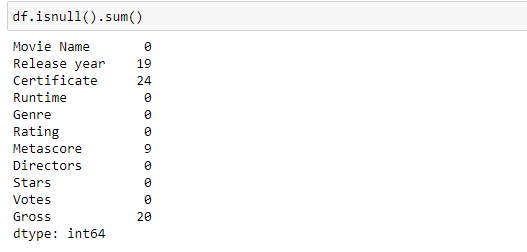 df.isnull().sum()
Movie Name 0
Release year 19
Certificate 24
Runtime 0
Genre 0
Rating 0
Metascore 9
Directors 0
Stars 0
Votes 0
Gross 20
dtype: int64